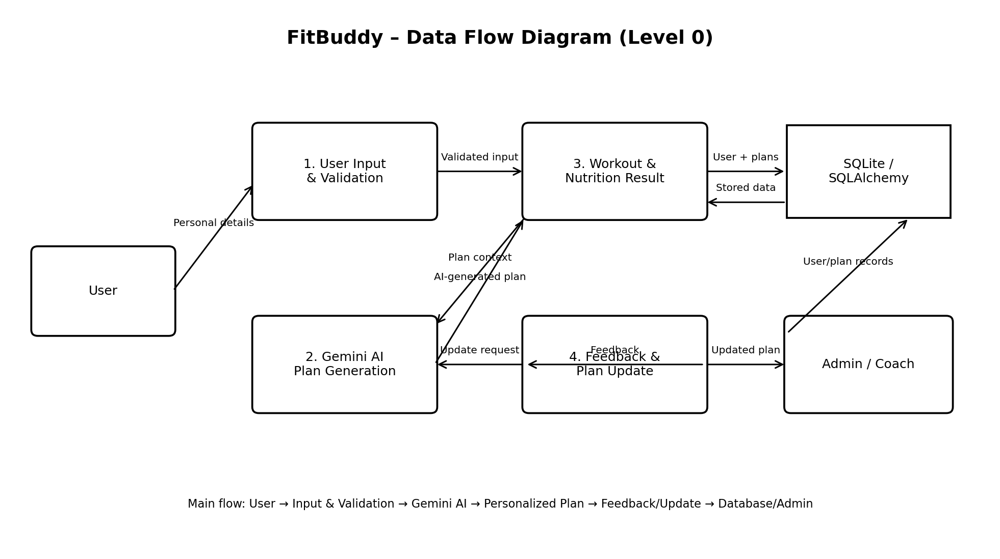 FitBuddy – Data Flow Diagram (Level 0)
1. User Input
& Validation
Validated input
3. Workout &
Nutrition Result
User + plans
Stored data
SQLite /
SQLAlchemy
Personal details
User
Plan context
AI-generated plan
User/plan records
2. Gemini AI
Plan Generation
Update request
Feedback
4. Feedback &
Plan Update
Updated plan
Admin / Coach
Main flow: User → Input & Validation → Gemini AI → Personalized Plan → Feedback/Update → Database/Admin